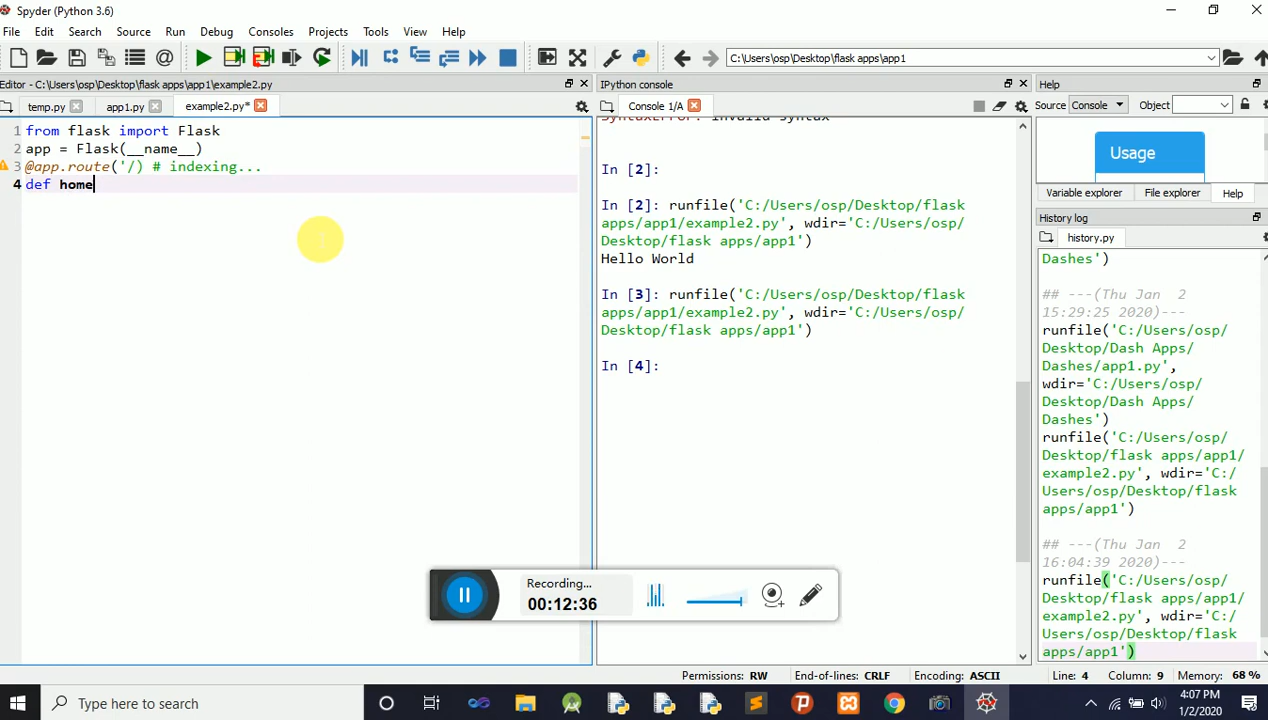 Spyder (Python 3.6)
File Edit Search Source Run Debug Consoles Projects Tools View Help
C:\Users\osp\Desktop\flask apps\app1
Editor - C:\Users\osp\Desktop\flask apps\app1\example2.py
temp.py app1.py example2.py*
1 from flask import Flask
2 app = Flask(__name__)
3 @app.route('/) # indexing...
4 def home
IPython console
Console 1/A
SyntaxError: invalid syntax
In [2]:
In [2]: runfile('C:/Users/osp/Desktop/flask
apps/app1/example2.py', wdir='C:/Users/osp/
Desktop/flask apps/app1')
Hello World
In [3]: runfile('C:/Users/osp/Desktop/flask
apps/app1/example2.py', wdir='C:/Users/osp/
Desktop/flask apps/app1')
In [4]:
Help
Source Console Object
Usage
Variable explorer File explorer Help
History log
history.py
Dashes')
## ---(Thu Jan 2
15:29:25 2020)---
runfile('C:/Users/osp/
Desktop/Dash Apps/
Dashes/app1.py',
wdir='C:/Users/osp/
Desktop/Dash Apps/
Dashes')
runfile('C:/Users/osp/
Desktop/flask apps/app1/
example2.py', wdir='C:/
Users/osp/Desktop/flask
apps/app1')
## ---(Thu Jan 2
16:04:39 2020)---
runfile('C:/Users/osp/
Desktop/flask apps/app1/
example2.py', wdir='C:/
Users/osp/Desktop/flask
apps/app1')
Recording...
00:12:36
Permissions: RW End-of-lines: CRLF Encoding: ASCII Line: 4 Column: 9 Memory: 68 %
Type here to search
4:07 PM
1/2/2020